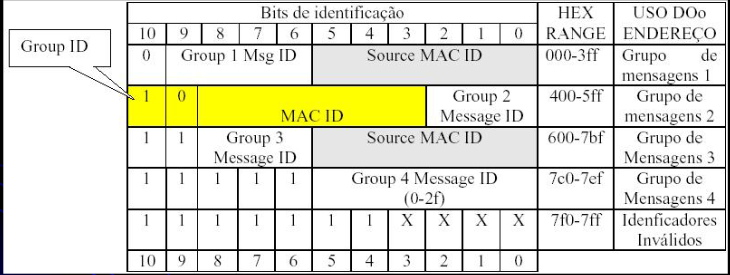 Bits de identificação HEX USO DOo
10 9 8 7 6 5 4 3 2 1 0 RANGE ENDEREÇO
Group ID
0 Group 1 Msg ID Source MAC ID 000-3ff Grupo de
mensagens 1
1 0 MAC ID Group 2 400-5ff Grupo de
Message ID mensagens 2
1 1 Group 3 Source MAC ID 600-7bf Grupo de
Message ID Mensagens 3
1 1 1 1 1 Group 4 Message ID 7c0-7ef Grupo de
(0-2f) Mensagens 4
1 1 1 1 1 1 1 X X X X 7f0-7ff Idenficadores
Inválidos
10 9 8 7 6 5 4 3 2 1 0